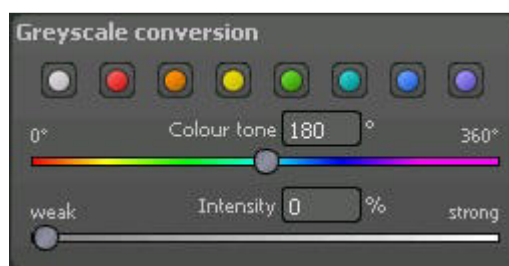 Greyscale conversion
0° Colour tone 180 ° 360°
weak Intensity 0 % strong